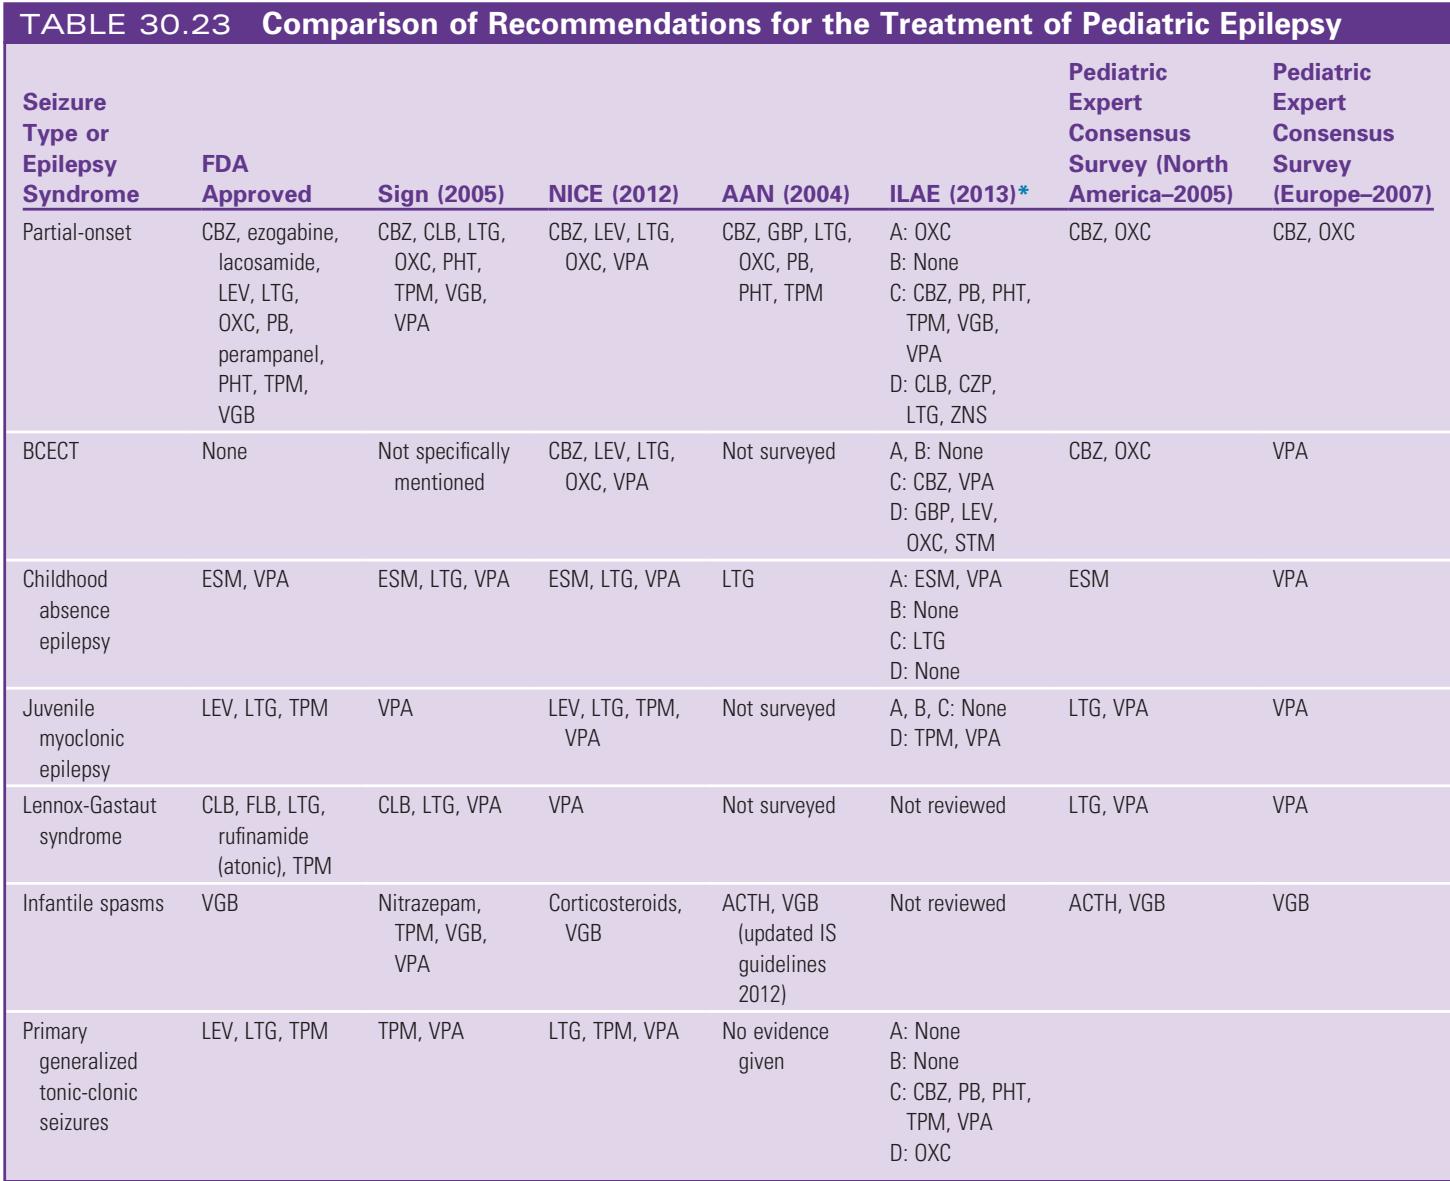 TABLE 30.23 Comparison of Recommendations for the Treatment of Pediatric Epilepsy
Seizure
Type or
Epilepsy
Syndrome
FDA
Approved
Sign (2005)
NICE (2012)
AAN (2004)
ILAE (2013)*
Pediatric
Expert
Consensus
Survey (North
America–2005)
Pediatric
Expert
Consensus
Survey
(Europe–2007)
Partial-onset
CBZ, ezogabine,
lacosamide,
LEV, LTG,
OXC, PB,
perampanel,
PHT, TPM,
VGB
CBZ, CLB, LTG,
OXC, PHT,
TPM, VGB,
VPA
CBZ, LEV, LTG,
OXC, VPA
CBZ, GBP, LTG,
OXC, PB,
PHT, TPM
A: OXC
B: None
C: CBZ, PB, PHT,
TPM, VGB,
VPA
D: CLB, CZP,
LTG, ZNS
CBZ, OXC
CBZ, OXC
BCECT
None
Not specifically
mentioned
CBZ, LEV, LTG,
OXC, VPA
Not surveyed
A, B: None
C: CBZ, VPA
D: GBP, LEV,
OXC, STM
CBZ, OXC
VPA
Childhood
absence
epilepsy
ESM, VPA
ESM, LTG, VPA
ESM, LTG, VPA
LTG
A: ESM, VPA
B: None
C: LTG
D: None
ESM
VPA
Juvenile
myoclonic
epilepsy
LEV, LTG, TPM
VPA
LEV, LTG, TPM,
VPA
Not surveyed
A, B, C: None
D: TPM, VPA
LTG, VPA
VPA
Lennox-Gastaut
syndrome
CLB, FLB, LTG,
rufinamide
(atonic), TPM
CLB, LTG, VPA
VPA
Not surveyed
Not reviewed
LTG, VPA
VPA
Infantile spasms
VGB
Nitrazepam,
TPM, VGB,
VPA
Corticosteroids,
VGB
ACTH, VGB
(updated IS
guidelines
2012)
Not reviewed
ACTH, VGB
VGB
Primary
generalized
tonic-clonic
seizures
LEV, LTG, TPM
TPM, VPA
LTG, TPM, VPA
No evidence
given
A: None
B: None
C: CBZ, PB, PHT,
TPM, VPA
D: OXC